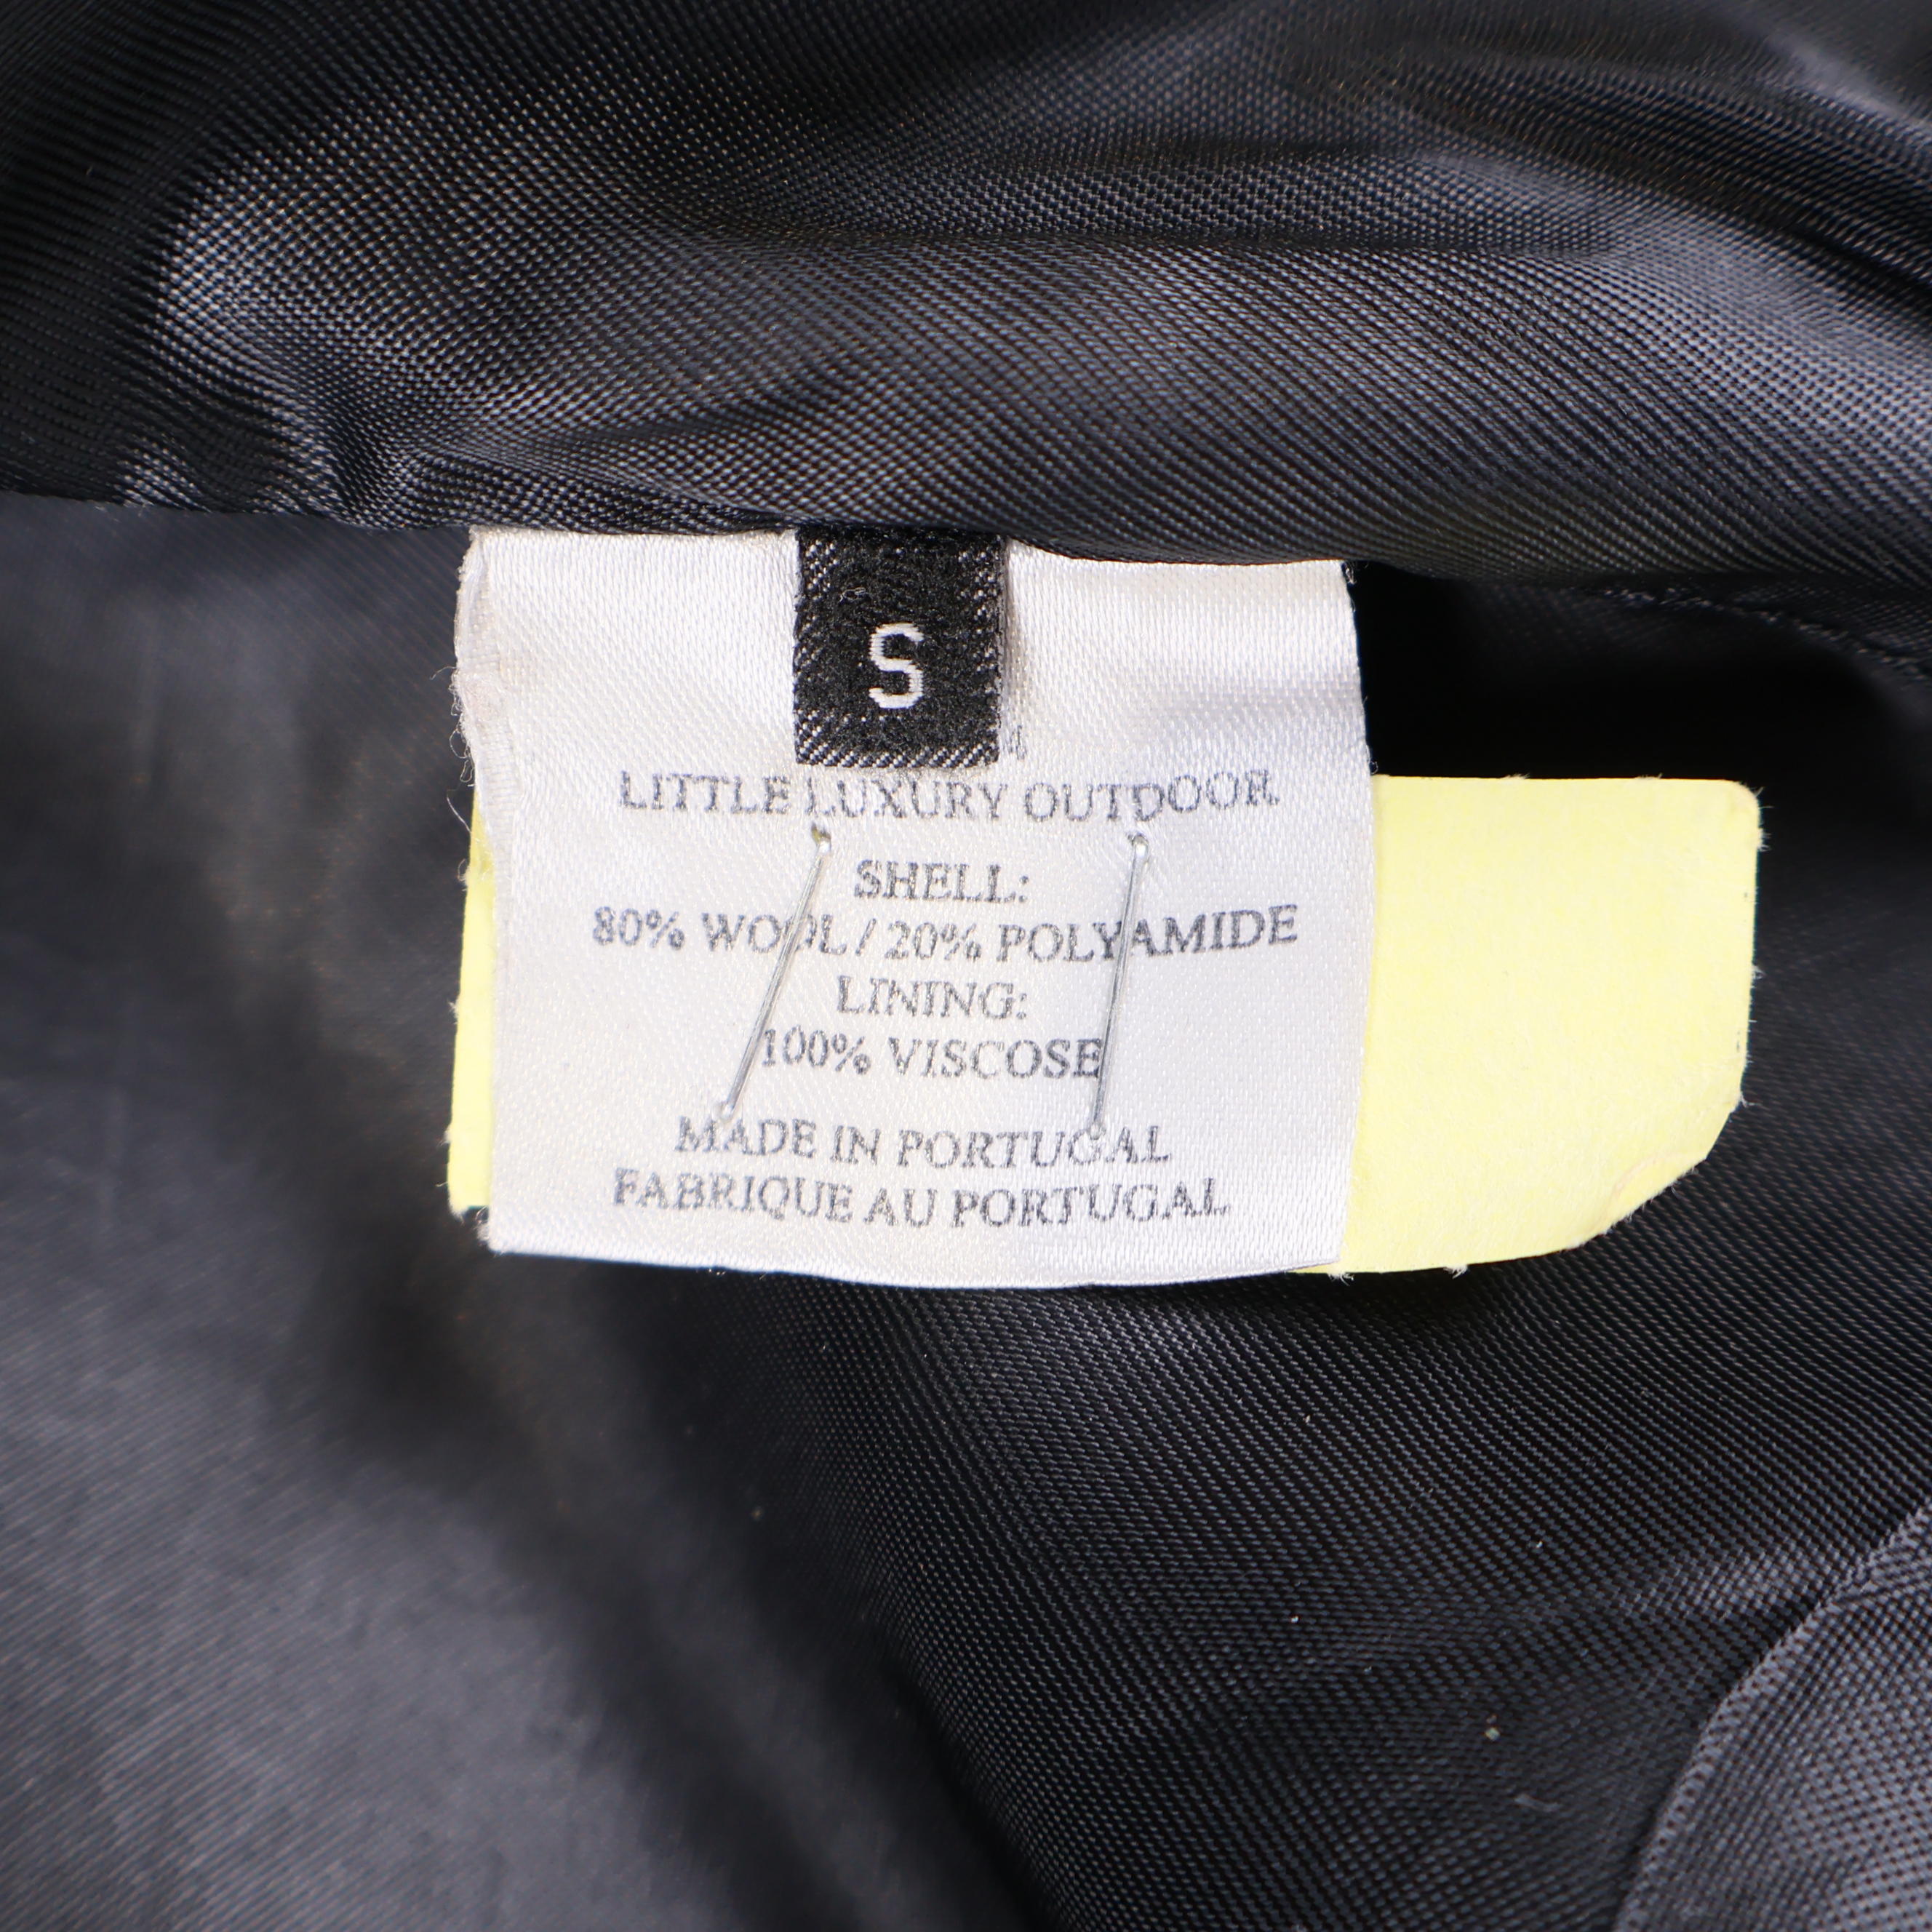 S
LITTLE LUXURY OUTDOOR
SHELL:
80% WOOL / 20% POLYAMIDE
LINING:
100% VISCOSE
MADE IN PORTUGAL
FABRIQUE AU PORTUGAL